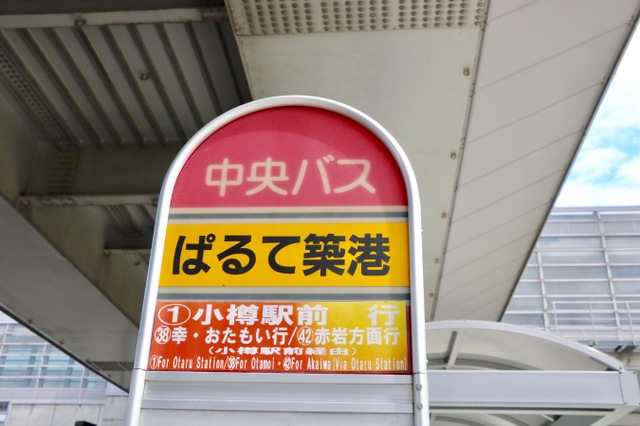 中央バス
ぱるて築港
①小樽駅前 行
㊳幸・おたもい行/㊷赤岩方面行
(小樽駅前経由)
①For Otaru Station/㊳For Otamoi・㊷For Akaiwa(Via Otaru Station)